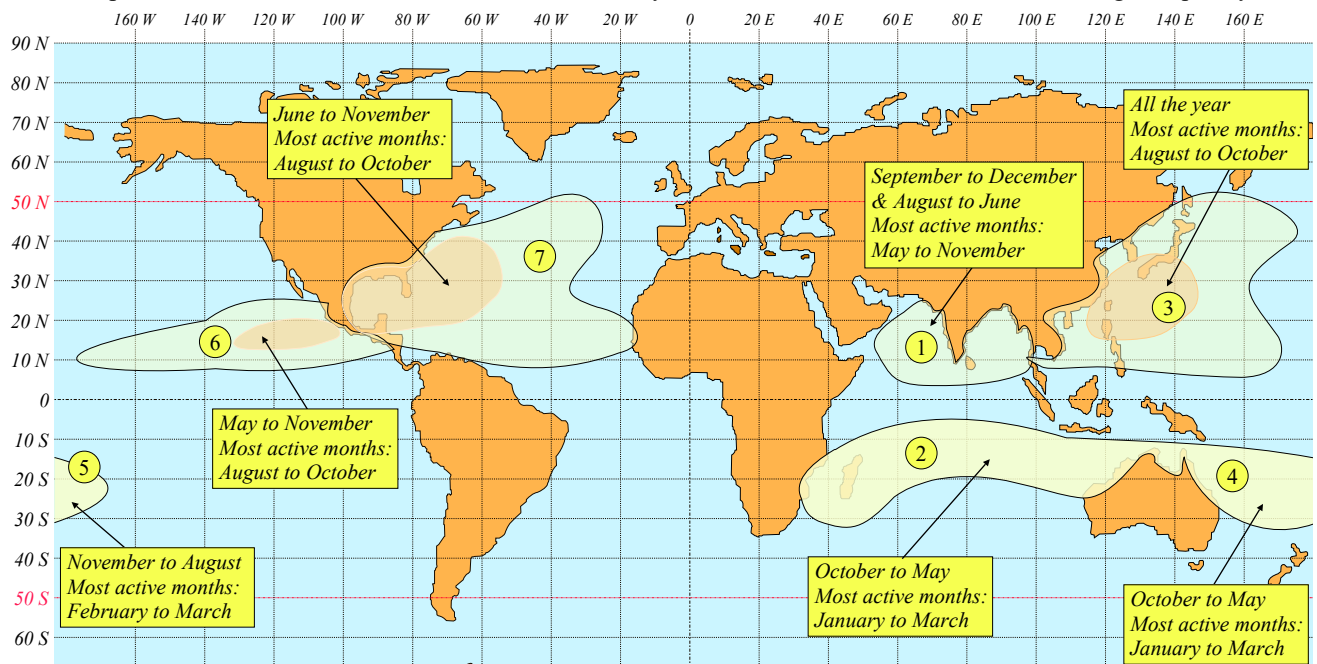 160 W 140 W 120 W 100 W 80 W 60 W 40 W 20 W 0 20 E 40 E 60 E 80 E 100 E 120 E 140 E 160 E
90 N
80 N
70 N
60 N
50 N
40 N
30 N
20 N
10 N
0
10 S
20 S
30 S
40 S
50 S
60 S
June to November
Most active months:
August to October
All the year
Most active months:
August to October
September to December
& August to June
Most active months:
May to November
7
3
6
1
May to November
Most active months:
August to October
5
2
4
November to August
Most active months:
February to March
October to May
Most active months:
January to March
October to May
Most active months:
January to March